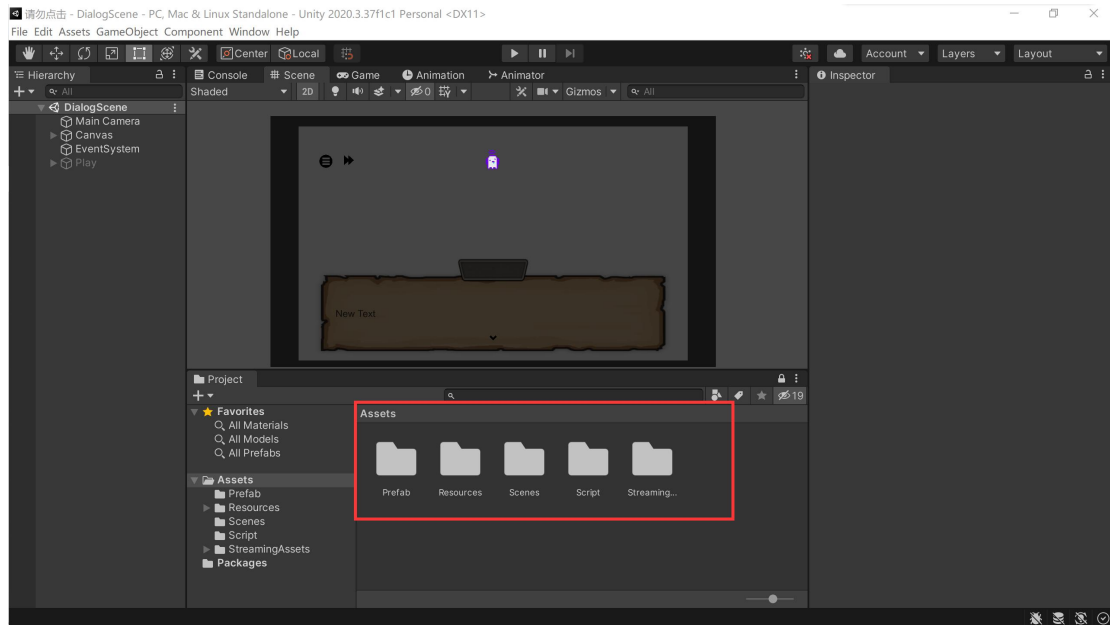 请勿点击 - DialogScene - PC, Mac & Linux Standalone - Unity 2020.3.37f1c1 Personal <DX11>
File Edit Assets GameObject Component Window Help
Center Local Account Layers Layout
Hierarchy
All
DialogScene
Main Camera
Canvas
EventSystem
Play
Console Scene Game Animation Animator
Shaded 2D 0 Gizmos All
New Text
Project
19
Favorites
All Materials
All Models
All Prefabs
Assets
Prefab
Resources
Scenes
Script
StreamingAssets
Packages
Assets
Prefab Resources Scenes Script Streaming...
Inspector